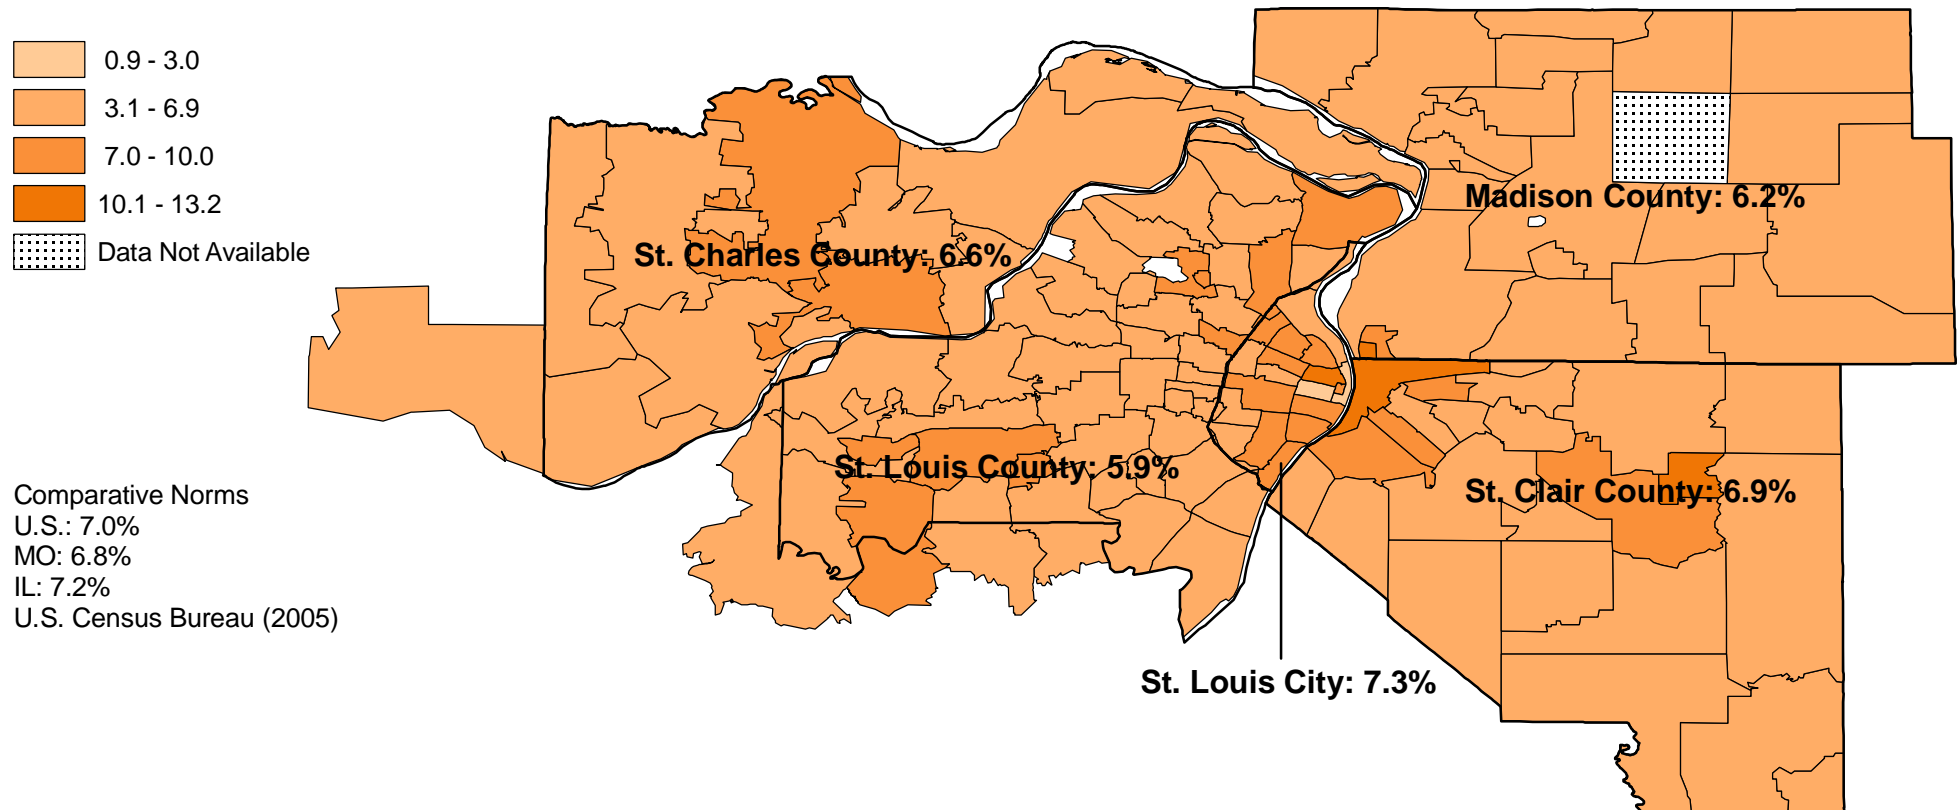 0.9 - 3.0
3.1 - 6.9
7.0 - 10.0
10.1 - 13.2
Data Not Available
Madison County: 6.2%
St. Charles County: 6.6%
St. Louis County: 5.9%
St. Clair County: 6.9%
Comparative Norms
U.S.: 7.0%
MO: 6.8%
IL: 7.2%
U.S. Census Bureau (2005)
St. Louis City: 7.3%